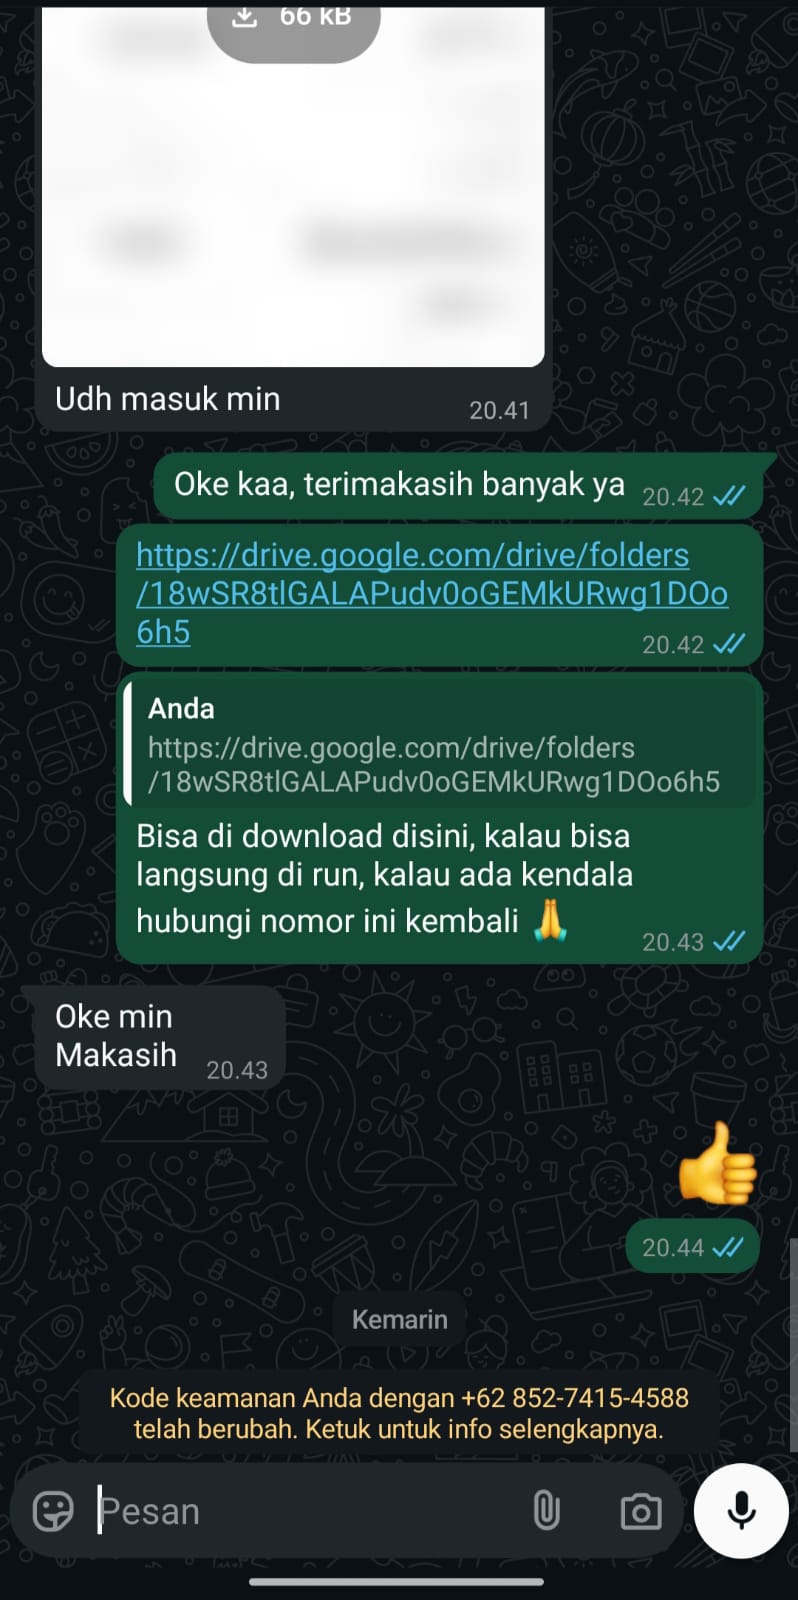 66 kB
Udh masuk min
20.41
Oke kaa, terimakasih banyak ya 20.42
https://drive.google.com/drive/folders
/18wSR8tlGALAPudv0oGEMkURwg1DOo
6h5
20.42
Anda
https://drive.google.com/drive/folders
/18wSR8tlGALAPudv0oGEMkURwg1DOo6h5
Bisa di download disini, kalau bisa
langsung di run, kalau ada kendala
hubungi nomor ini kembali 🙏
20.43
Oke min
Makasih 20.43
👍
20.44
Kemarin
Kode keamanan Anda dengan +62 852-7415-4588
telah berubah. Ketuk untuk info selengkapnya.
Pesan